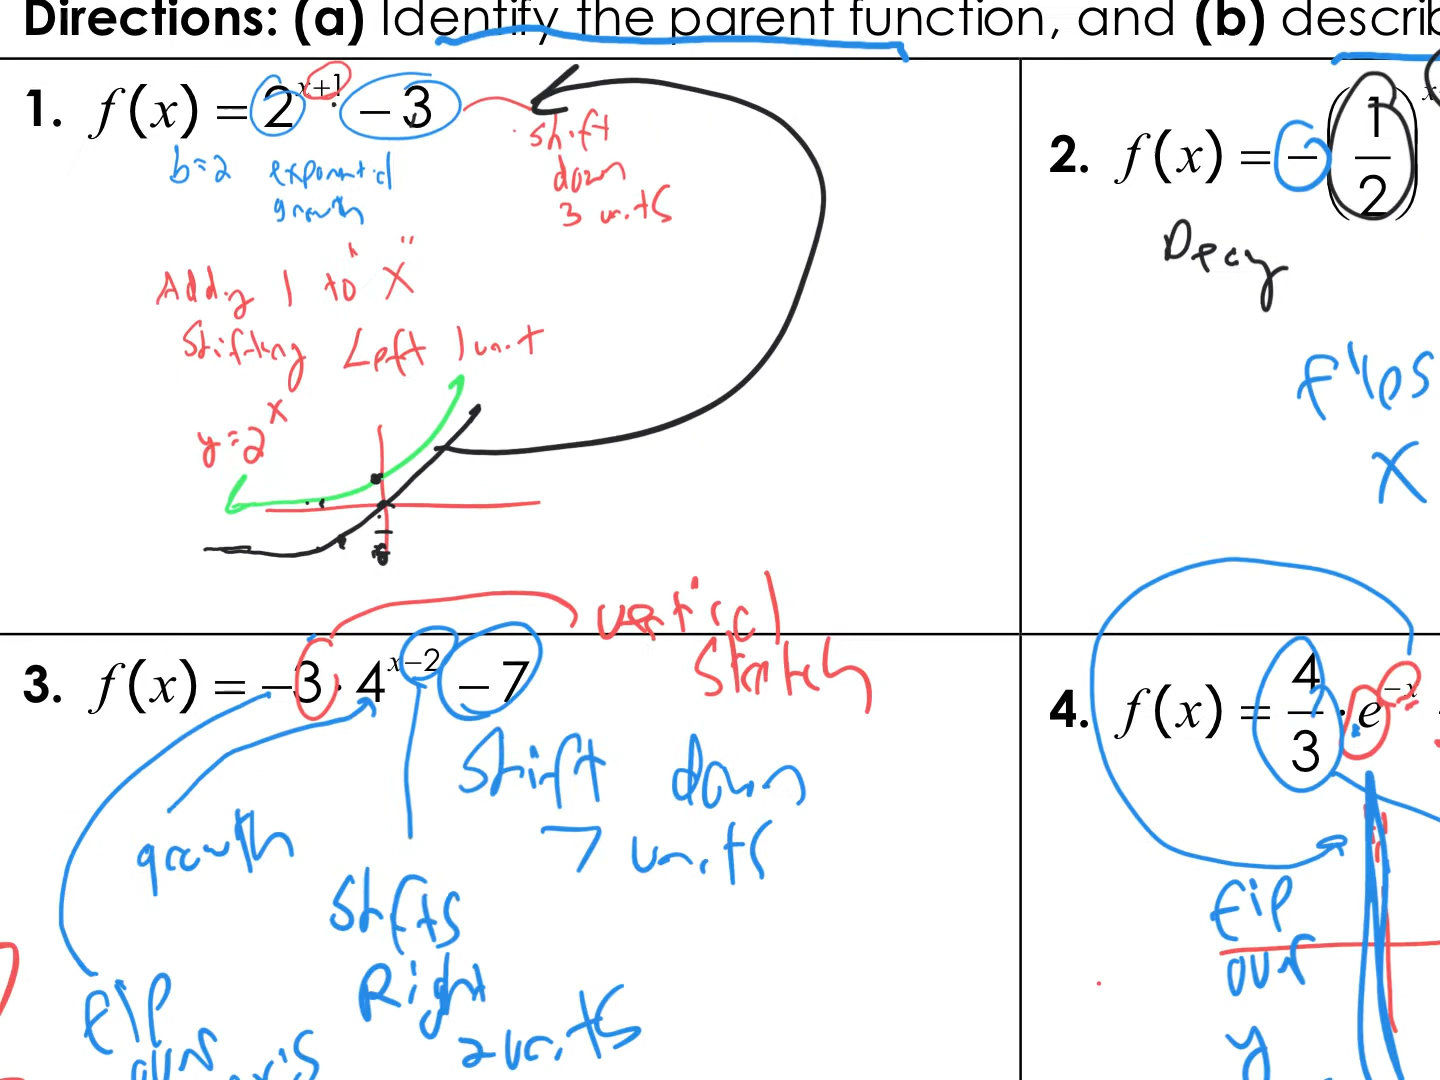 Directions: (a) Identify the parent function, and (b) describ
1. f(x) = 2^{x+1} − 3
b=2 exponential growth
shift
down
3 units
Adding 1 to "x"
Shifting Left 1 unit
y=2^x
2. f(x) = −(1/2)^x
Decay
flips
X
3. f(x) = −3·4^{x−2} − 7
vertical
stretch
growth
shift down
7 units
shifts
Right
2 units
flip
over
4. f(x) = 4/3 · e^{−x}
flip
over
y